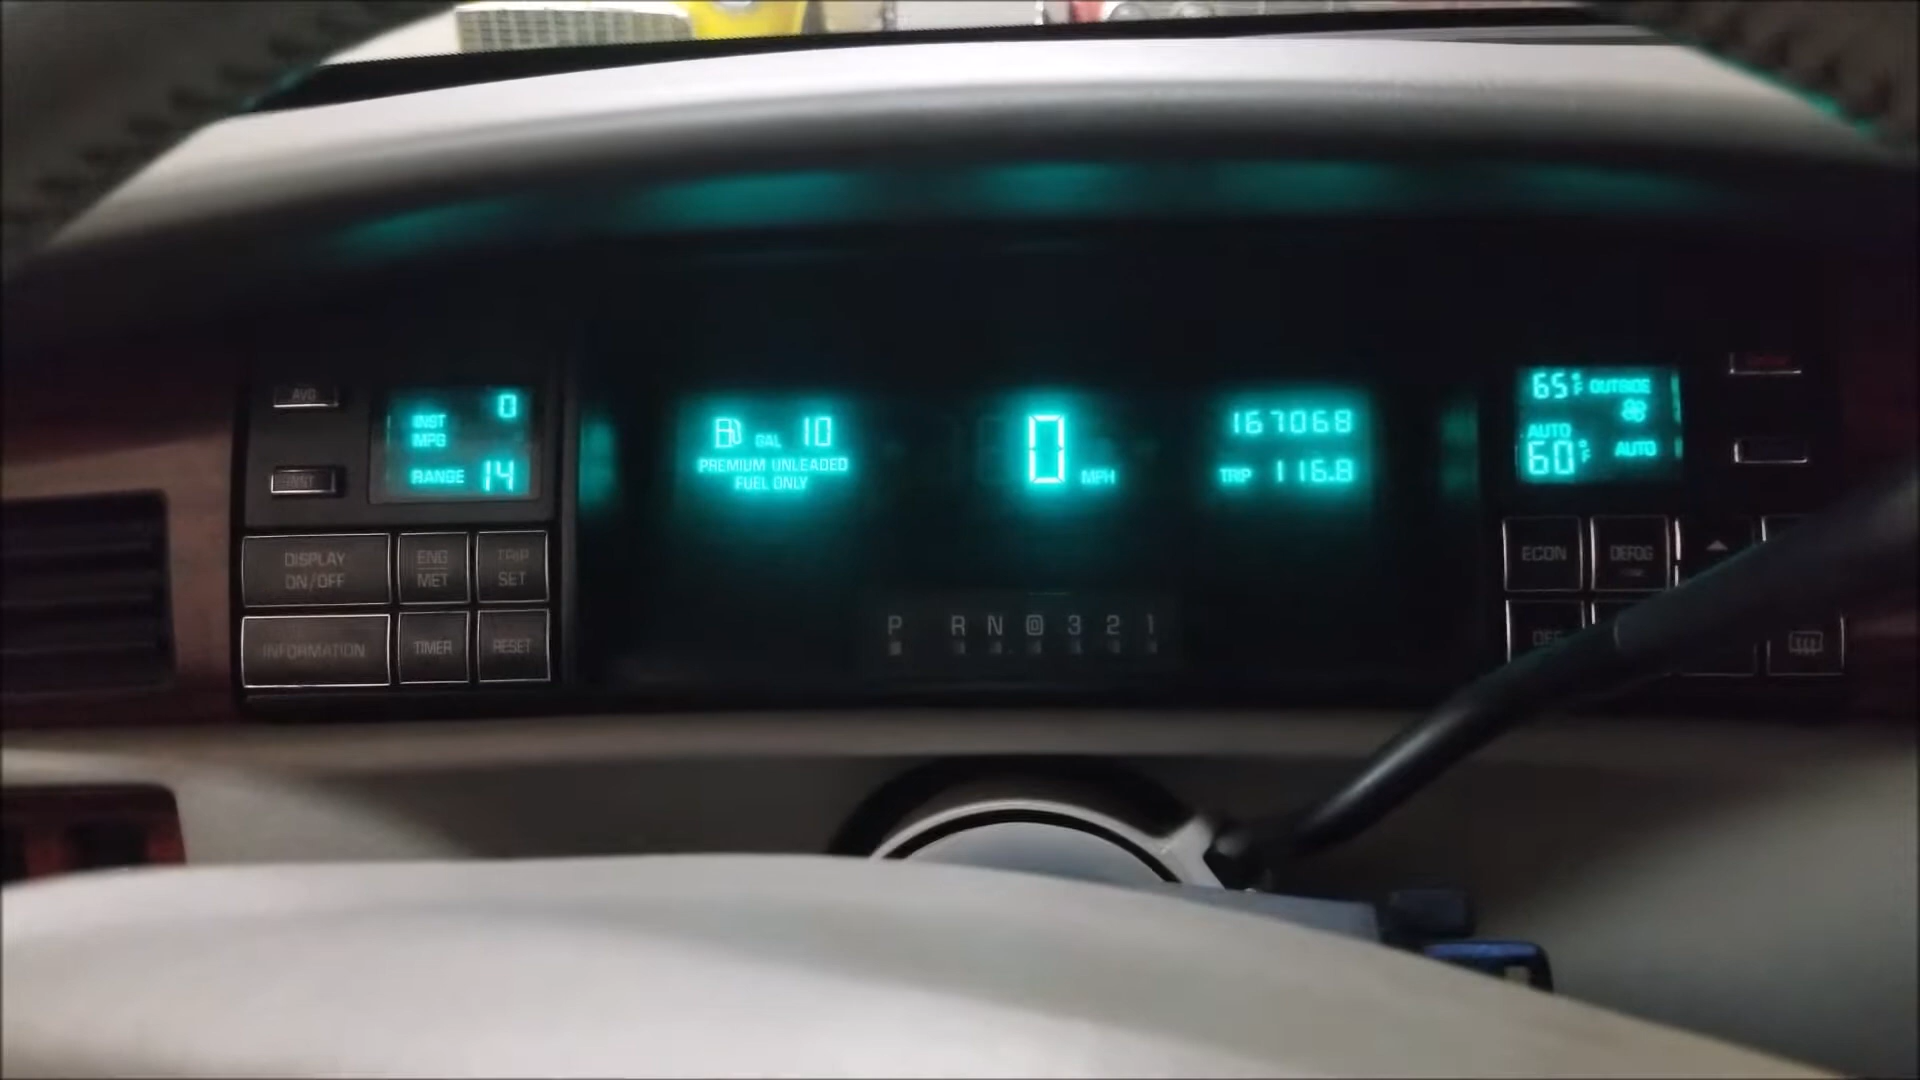 AVG
INST
0
INST
MPG
RANGE 14
DISPLAY
ON/OFF
ENG
MET
TRIP
SET
INFORMATION
TIMER
RESET
GAL 10
PREMIUM UNLEADED
FUEL ONLY
0 MPH
167068
TRIP 116.8
P R N D 3 2 1
65°F OUTSIDE
AUTO
60°F AUTO
ECON
DEFOG